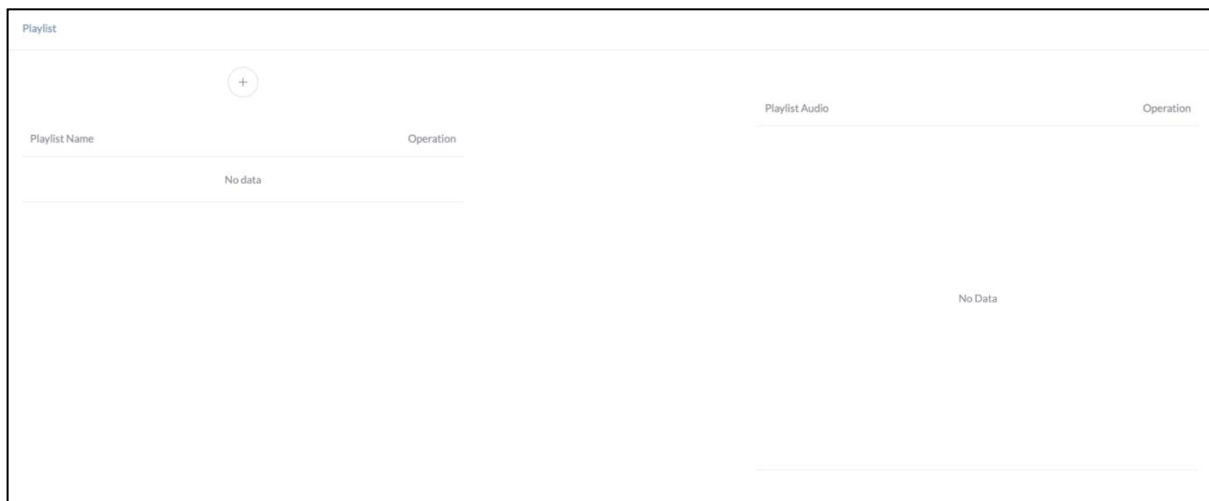 Playlist
+
Playlist Name Operation
No data
Playlist Audio Operation
No Data